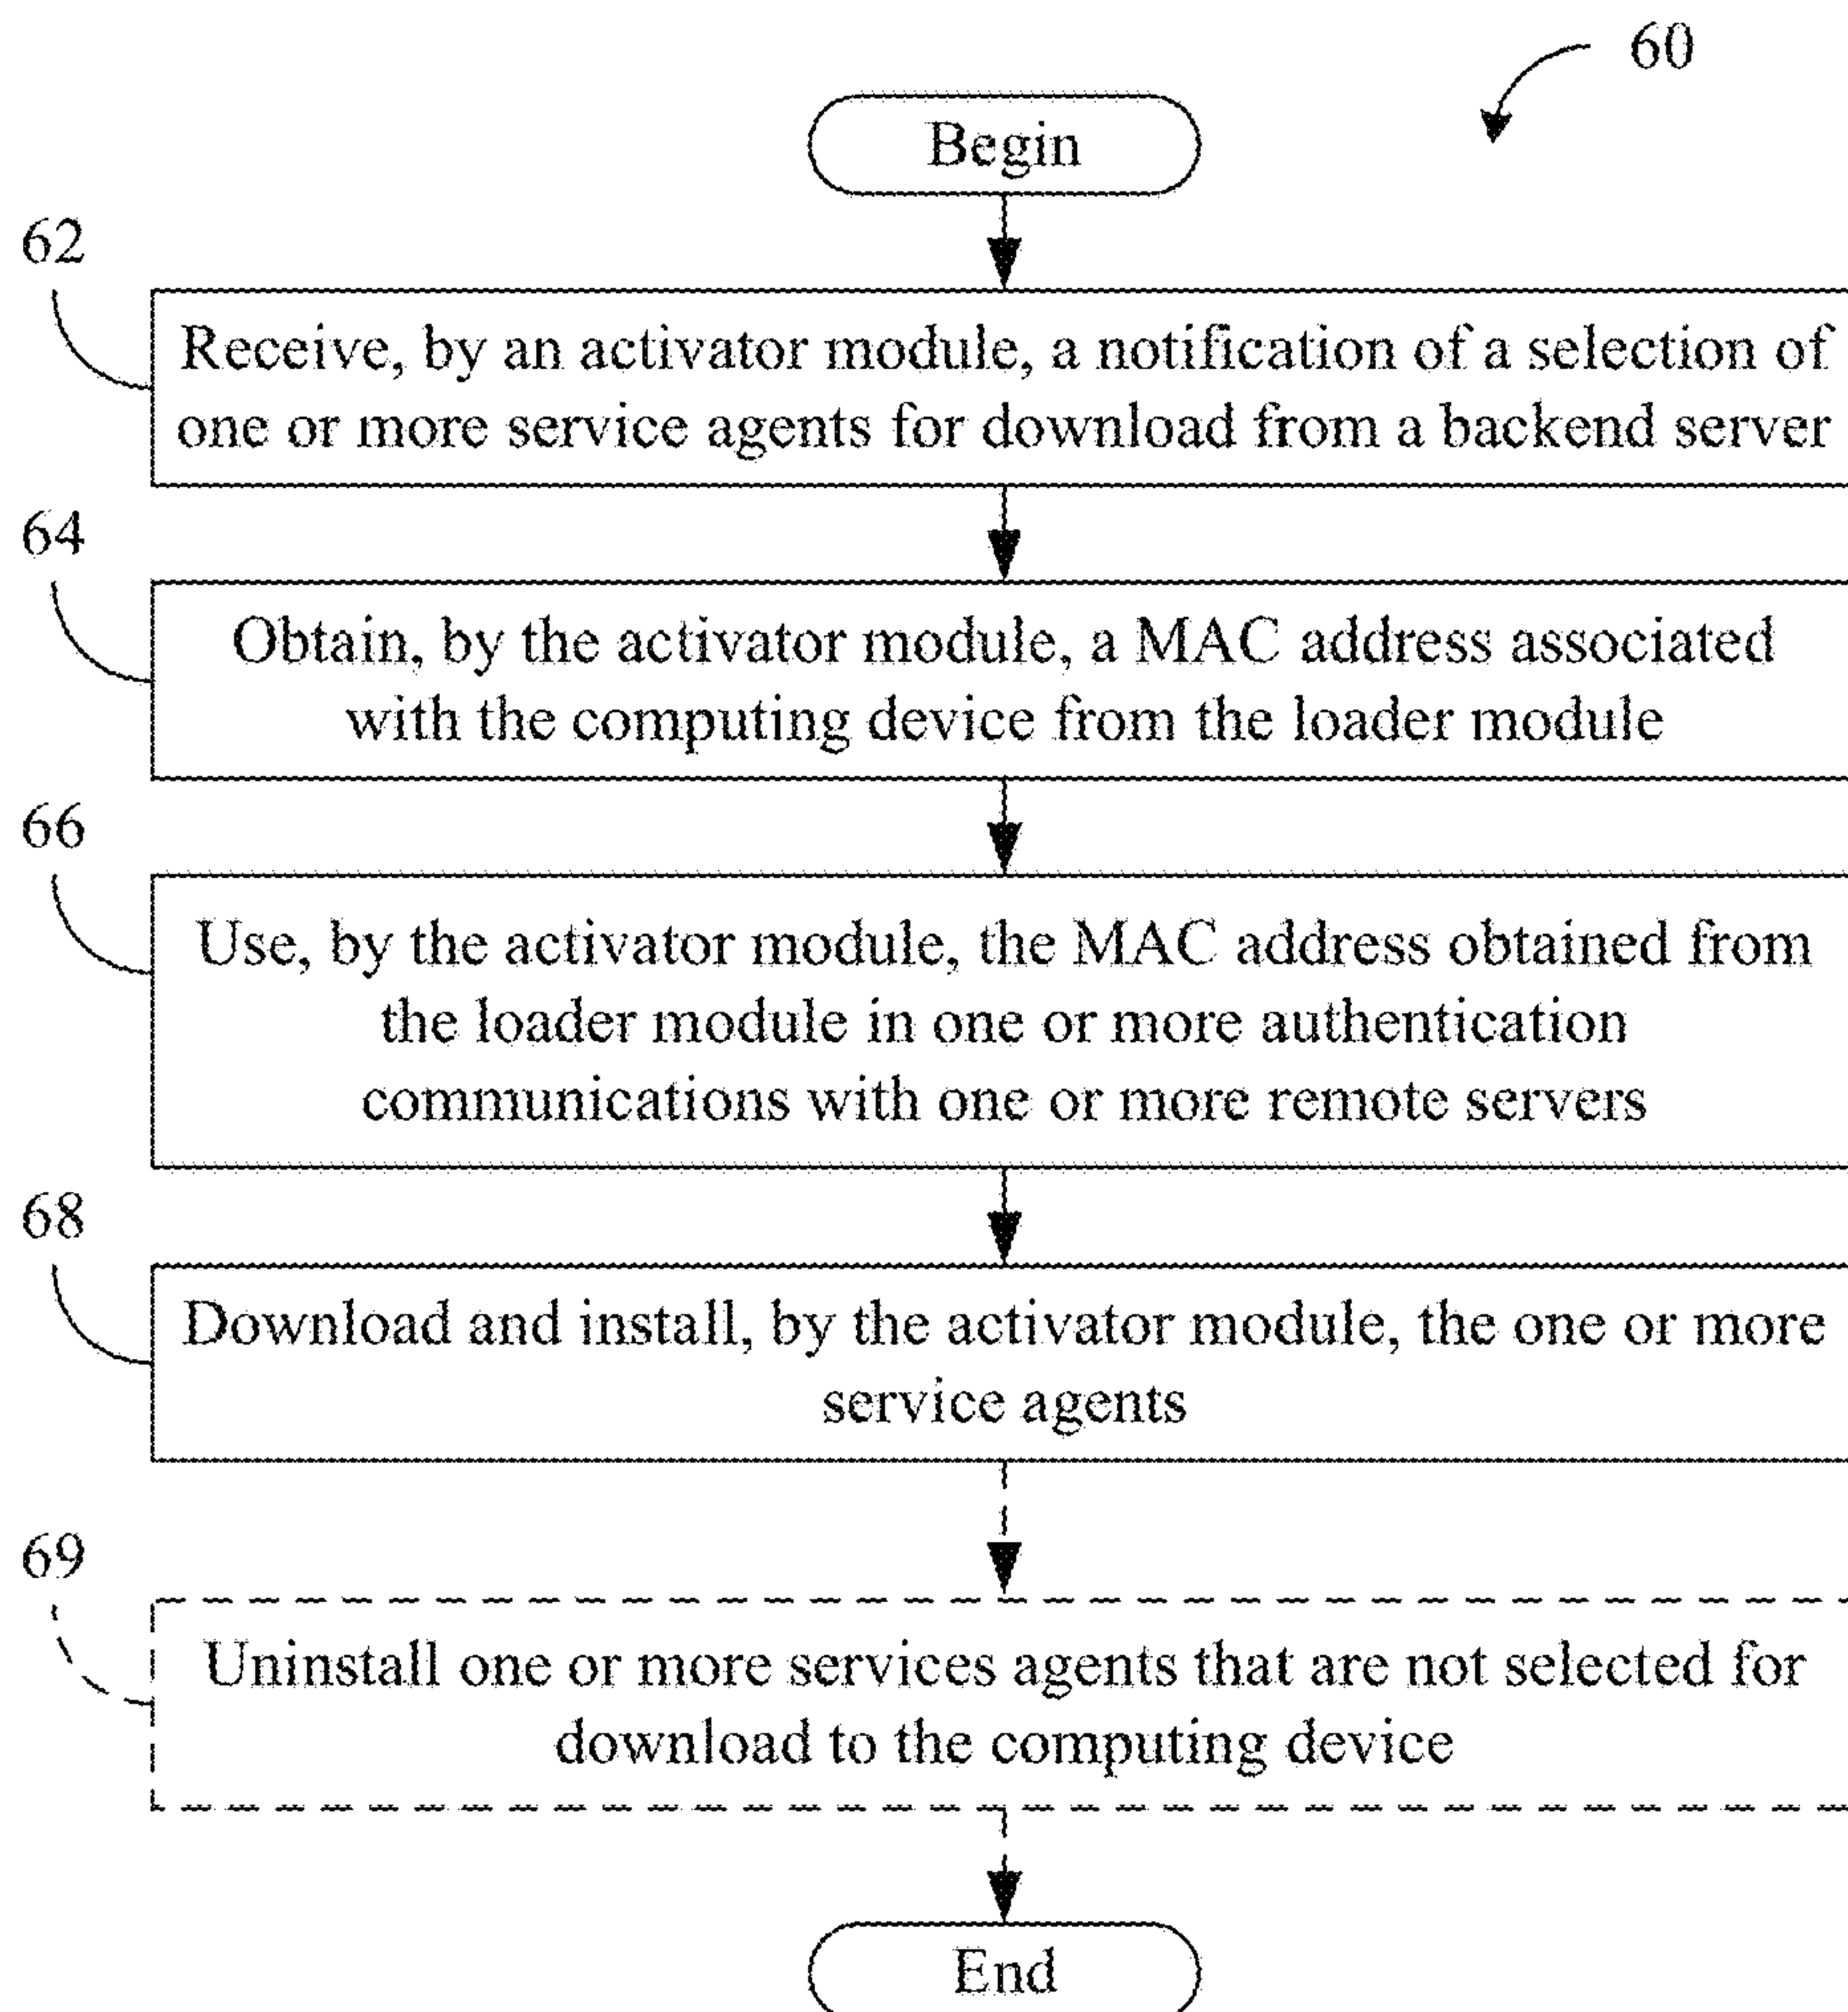 60
Begin
62
Receive, by an activator module, a notification of a selection of
one or more service agents for download from a backend server
64
Obtain, by the activator module, a MAC address associated
with the computing device from the loader module
66
Use, by the activator module, the MAC address obtained from
the loader module in one or more authentication
communications with one or more remote servers
68
Download and install, by the activator module, the one or more
service agents
69
Uninstall one or more services agents that are not selected for
download to the computing device
End